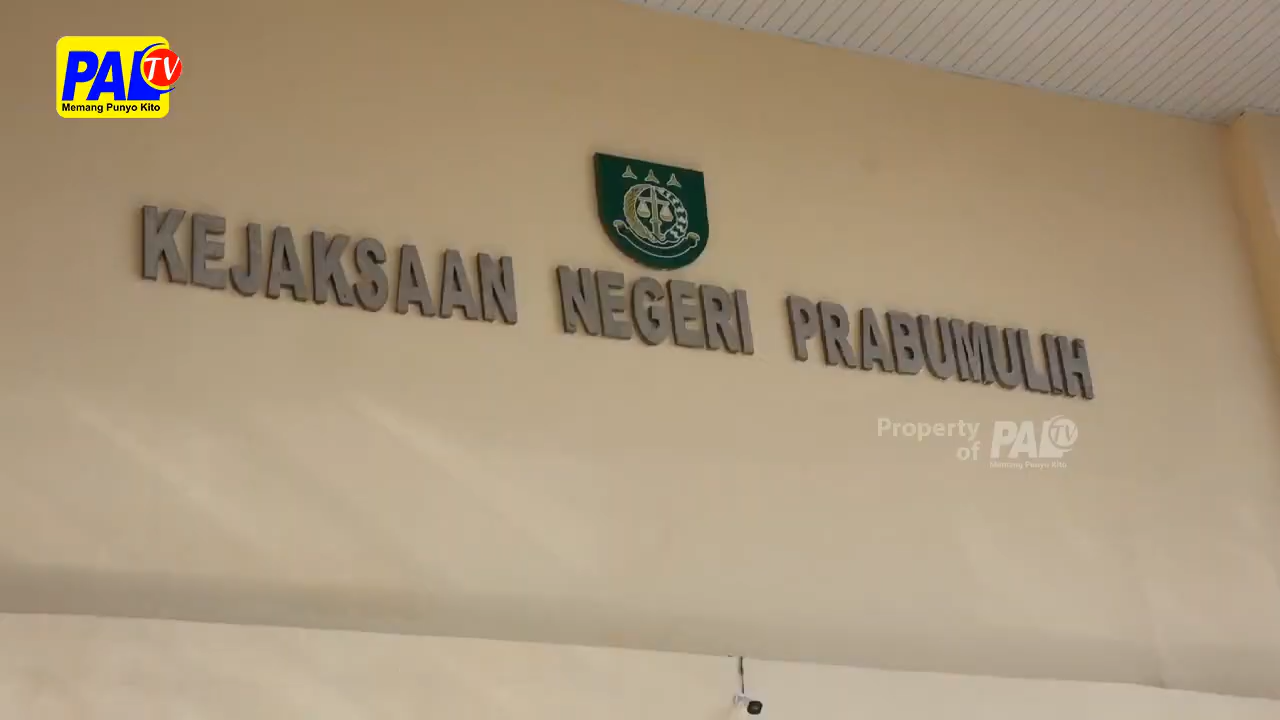 PAL TV
Memang Punyo Kito
KEJAKSAAN NEGERI PRABUMULIH
Property
of
PAL TV
Memang Punyo Kito